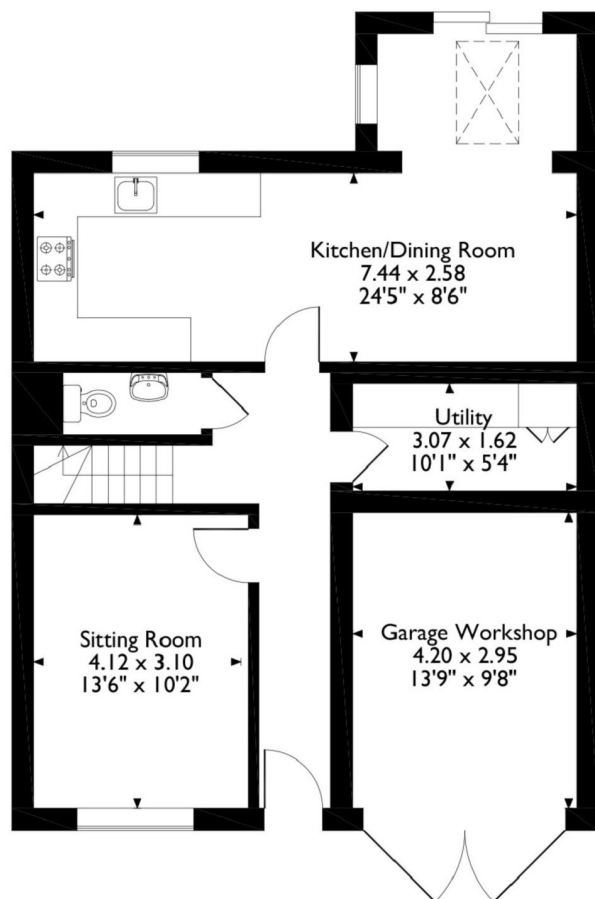 Kitchen/Dining Room
7.44 x 2.58
24'5" x 8'6"
Utility
3.07 x 1.62
10'1" x 5'4"
Sitting Room
4.12 x 3.10
13'6" x 10'2"
Garage Workshop
4.20 x 2.95
13'9" x 9'8"